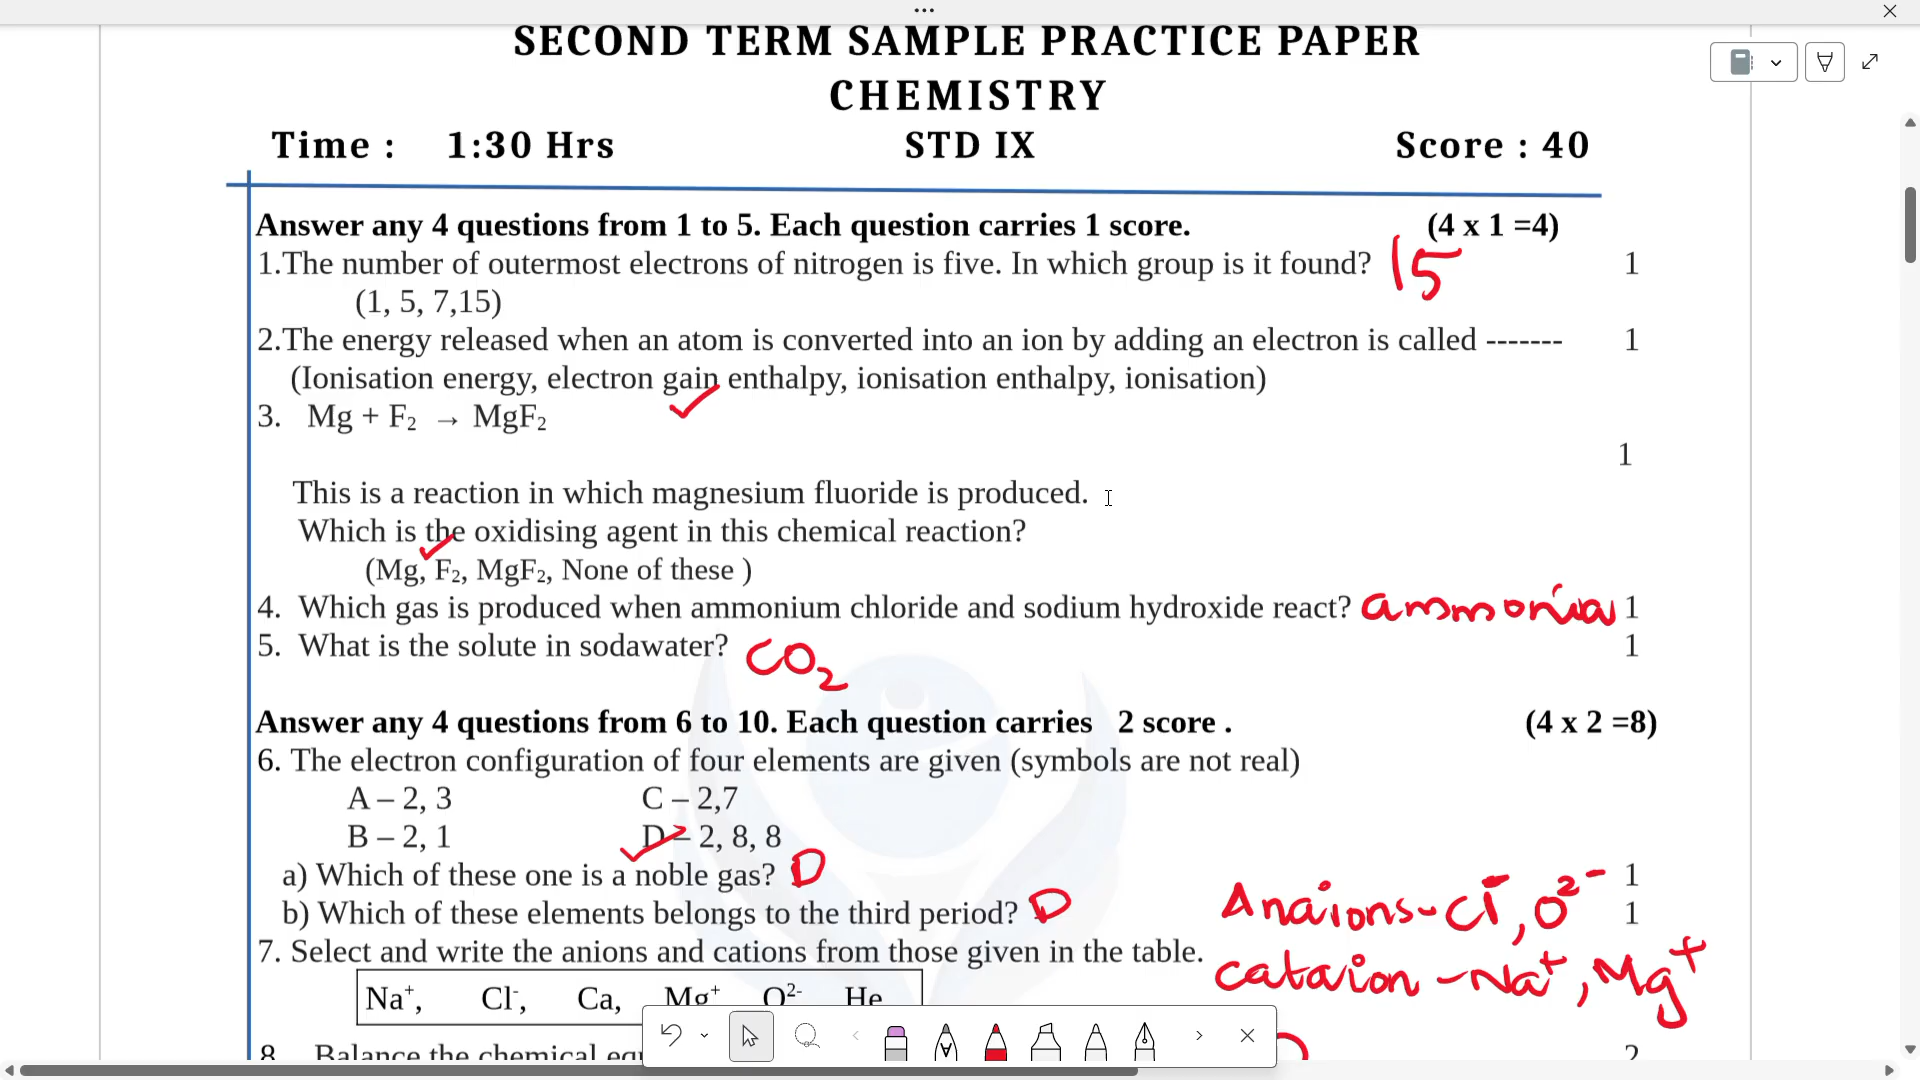 SECOND TERM SAMPLE PRACTICE PAPER
CHEMISTRY
Time : 1:30 Hrs STD IX Score : 40
Answer any 4 questions from 1 to 5. Each question carries 1 score. (4 x 1 =4)
1.The number of outermost electrons of nitrogen is five. In which group is it found? 15 1
(1, 5, 7,15)
2.The energy released when an atom is converted into an ion by adding an electron is called ------- 1
(Ionisation energy, electron gain enthalpy, ionisation enthalpy, ionisation)
3. Mg + F₂ → MgF₂
1
This is a reaction in which magnesium fluoride is produced.
Which is the oxidising agent in this chemical reaction?
(Mg, F₂, MgF₂, None of these )
4. Which gas is produced when ammonium chloride and sodium hydroxide react? ammonia 1
5. What is the solute in sodawater? CO₂ 1
Answer any 4 questions from 6 to 10. Each question carries 2 score . (4 x 2 =8)
6. The electron configuration of four elements are given (symbols are not real)
A – 2, 3 C – 2,7
B – 2, 1 D – 2, 8, 8
a) Which of these one is a noble gas? D 1
b) Which of these elements belongs to the third period? D 1
Anaions - Cl⁻, O²⁻
7. Select and write the anions and cations from those given in the table.
cataion - Na⁺, Mg⁺
Na⁺, Cl⁻, Ca, Mg⁺ O²⁻ He
8. Balance the chemical 2